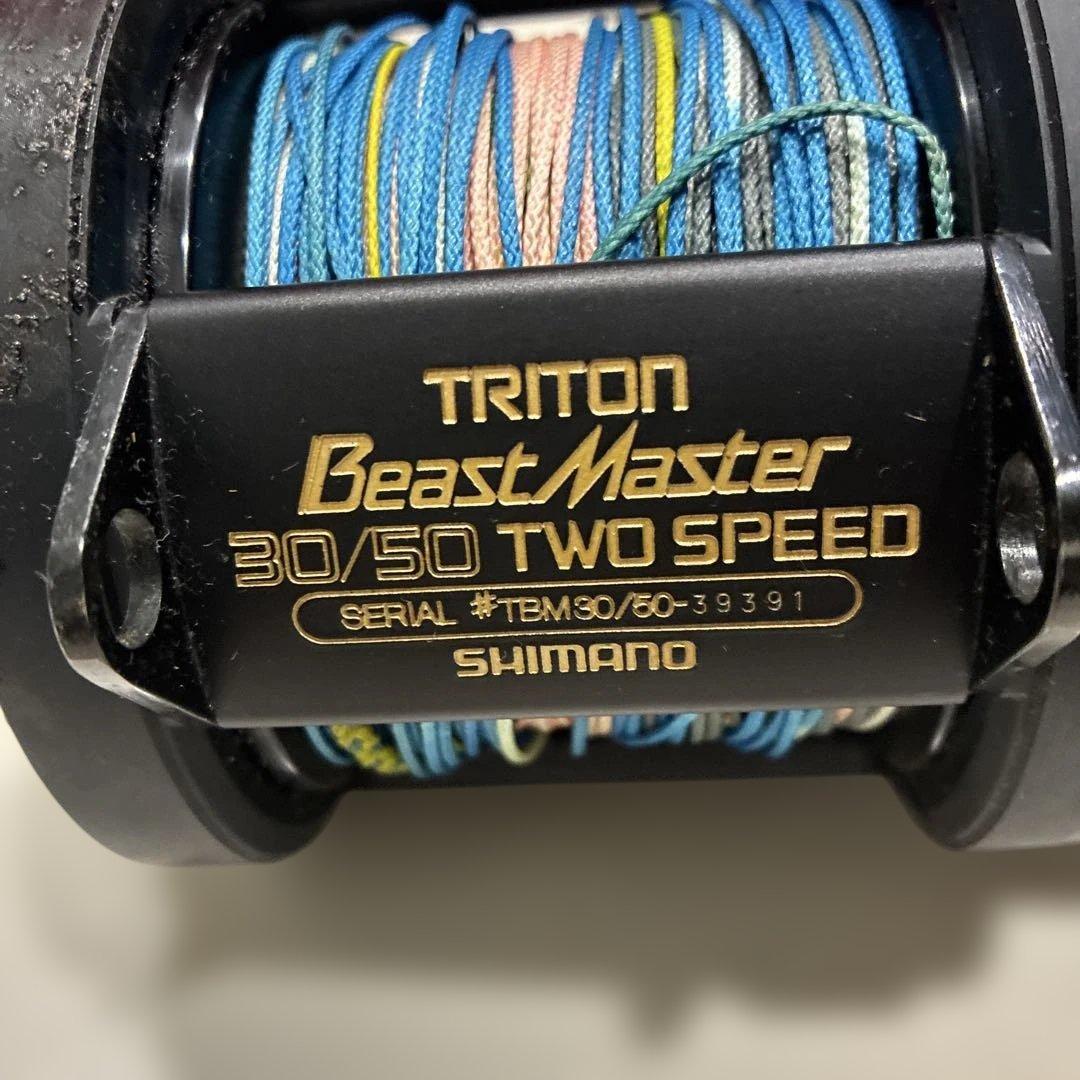 TRITON
BeastMaster
30/50 TWO SPEED
SERIAL #TBM30/50-39391
SHIMANO